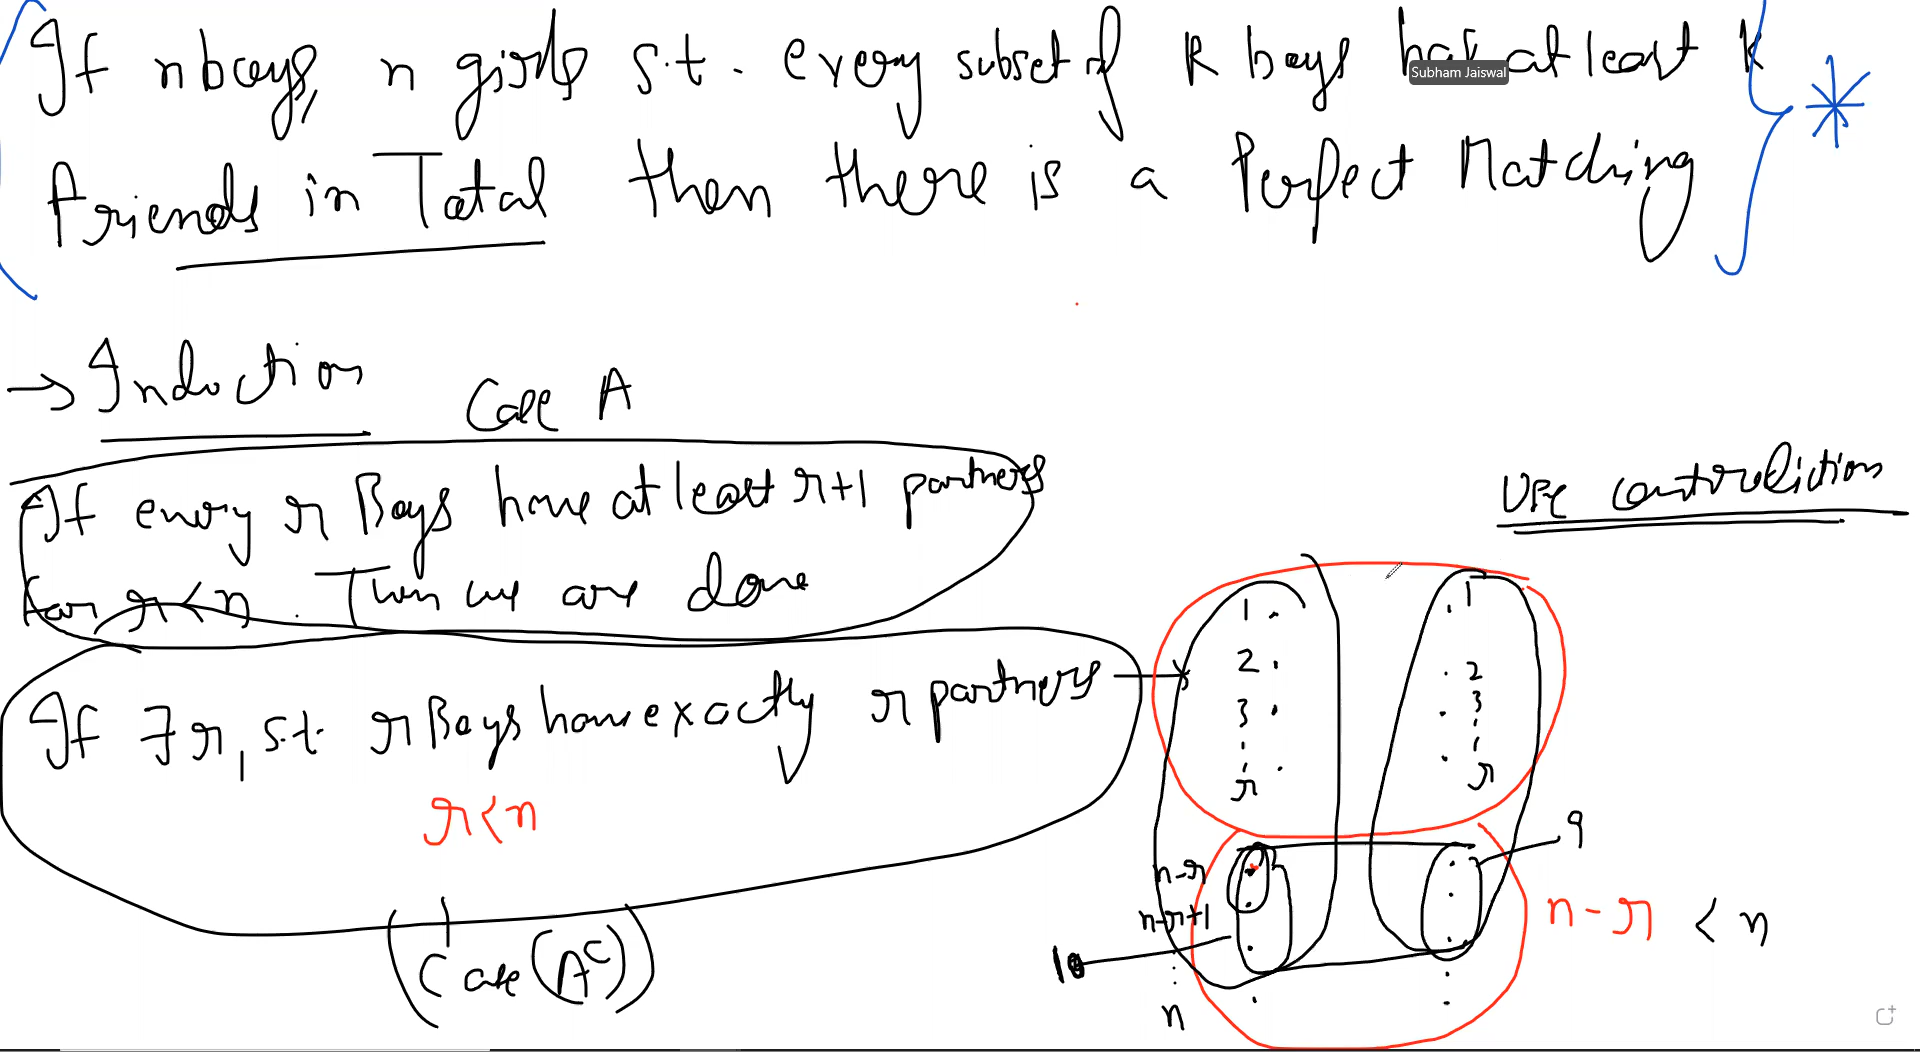 If n boys, n girls s.t. every subset of k boys has at least k
friends in Total then there is a Perfect Matching
Subham Jaiswal
→ Induction
Case A
If every r Boys have at least r+1 partners
for r<n. Then we are done
Use contradiction
If ∃ r, s.t. r Boys have exactly r partners
r<n
(Case (A^C))
1
2
3
r
n-r
n-r+1
n
10
1
2
3
r
9
n-r < n